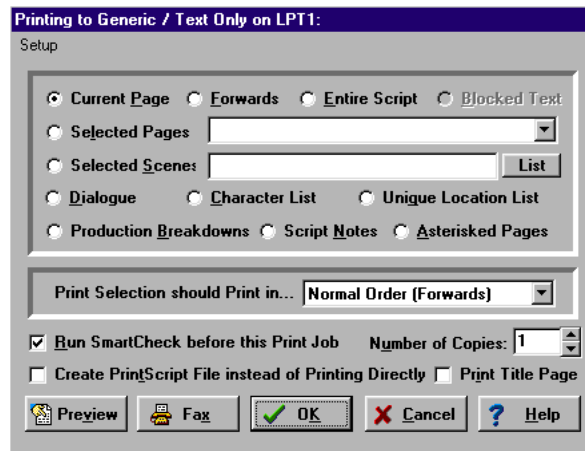 Printing to Generic / Text Only on LPT1:
Setup
Current Page Forwards Entire Script Blocked Text
Selected Pages
Selected Scenes List
Dialogue Character List Unique Location List
Production Breakdowns Script Notes Asterisked Pages
Print Selection should Print in... Normal Order (Forwards)
Run SmartCheck before this Print Job Number of Copies: 1
Create PrintScript File instead of Printing Directly Print Title Page
Preview Fax OK Cancel ? Help